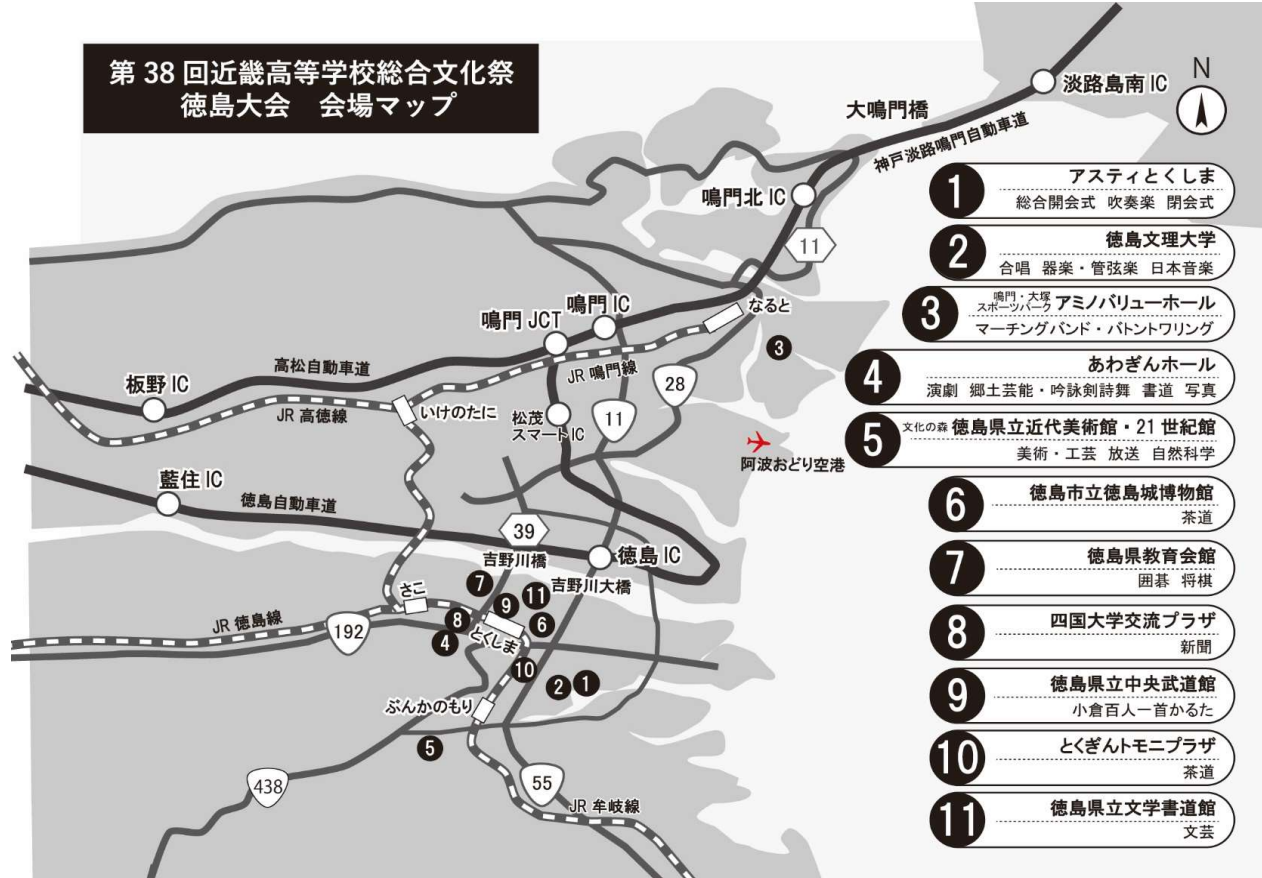 第 38 回近畿高等学校総合文化祭
徳島大会　会場マップ
淡路島南 IC
N
大鳴門橋
神戸淡路鳴門自動車道
鳴門北 IC
11
鳴門 IC
鳴門 JCT
なると
3
高松自動車道
JR 鳴門線
板野 IC
28
JR 高徳線
いけのたに
松茂
スマート IC
11
阿波おどり空港
藍住 IC
徳島自動車道
39
徳島 IC
吉野川橋
吉野川大橋
7
11
9
さこ
8
6
JR 徳島線
192
とくしま
4
10
2
1
ぶんかのもり
5
438
55
JR 牟岐線
1
アスティとくしま
総合開会式 吹奏楽 閉会式
2
徳島文理大学
合唱 器楽・管弦楽 日本音楽
3
鳴門・大塚
スポーツパーク アミノバリューホール
マーチングバンド・バトントワリング
4
あわぎんホール
演劇 郷土芸能・吟詠剣詩舞 書道 写真
5
文化の森 徳島県立近代美術館・21 世紀館
美術・工芸 放送 自然科学
6
徳島市立徳島城博物館
茶道
7
徳島県教育会館
囲碁 将棋
8
四国大学交流プラザ
新聞
9
徳島県立中央武道館
小倉百人一首かるた
10
とくぎんトモニプラザ
茶道
11
徳島県立文学書道館
文芸